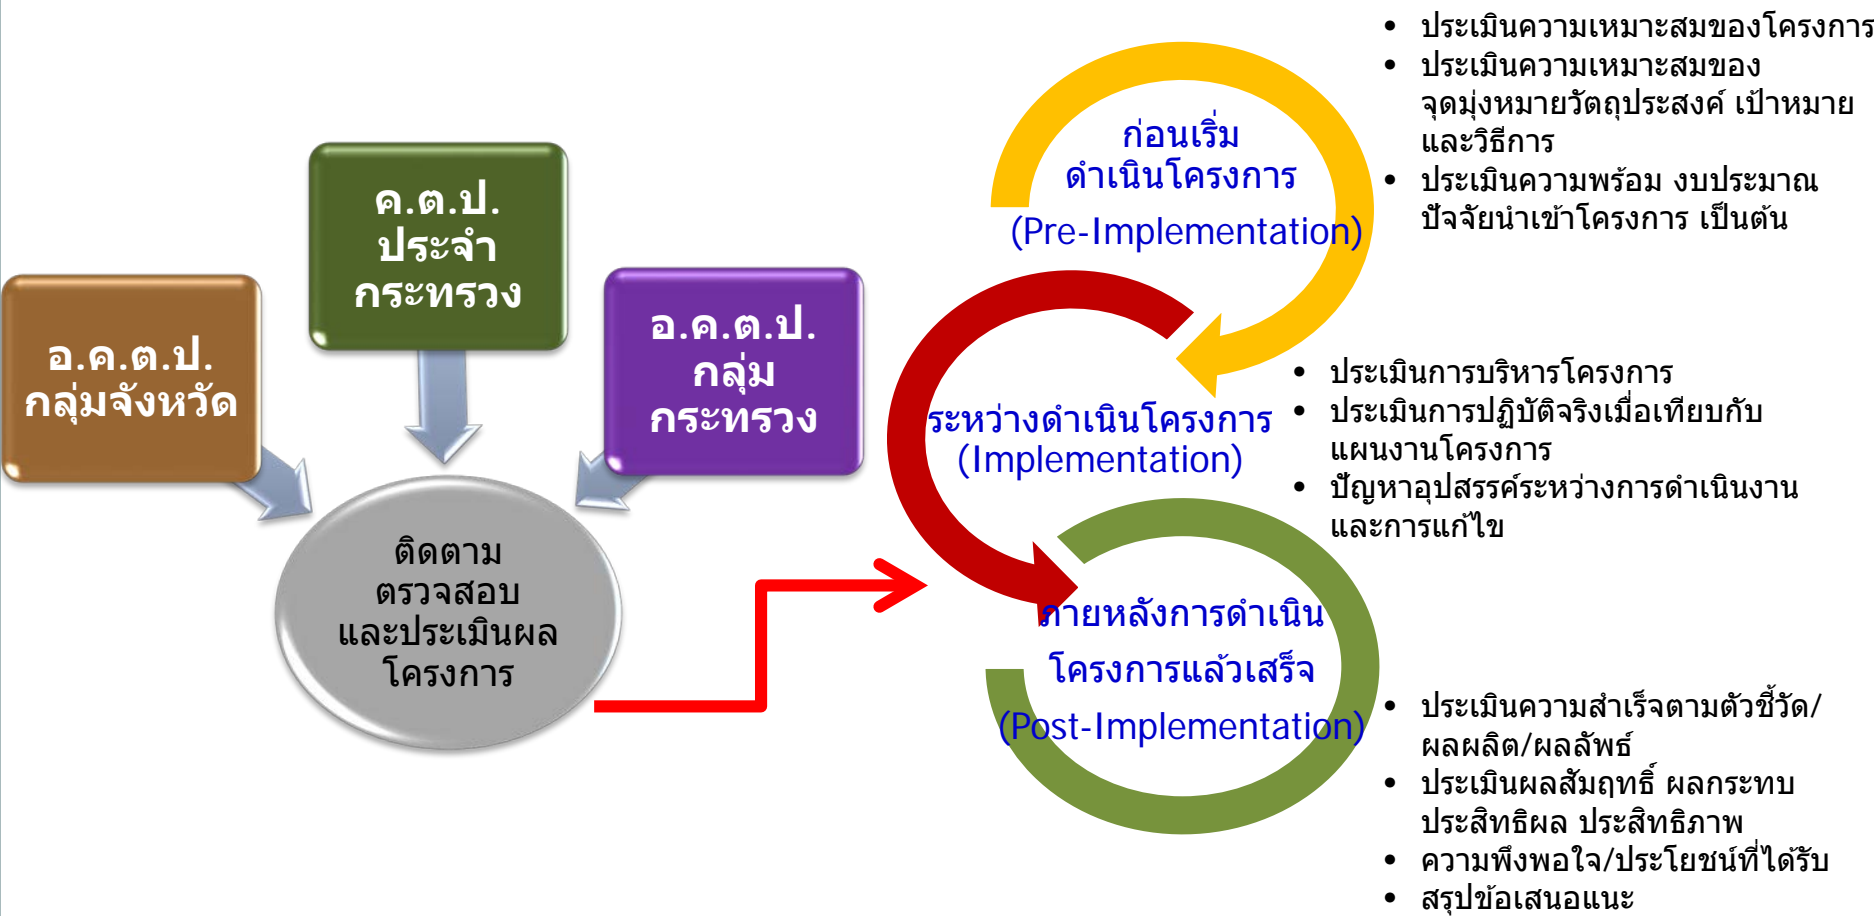 ค.ต.ป.
ประจำ
กระทรวง
อ.ค.ต.ป.
กลุ่มจังหวัด
อ.ค.ต.ป.
กลุ่ม
กระทรวง
ติดตาม
ตรวจสอบ
และประเมินผล
โครงการ
ก่อนเริ่ม
ดำเนินโครงการ
(Pre-Implementation)
• ประเมินความเหมาะสมของโครงการ
• ประเมินความเหมาะสมของ
จุดมุ่งหมายวัตถุประสงค์ เป้าหมาย
และวิธีการ
• ประเมินความพร้อม งบประมาณ
ปัจจัยนำเข้าโครงการ เป็นต้น
ระหว่างดำเนินโครงการ
(Implementation)
• ประเมินการบริหารโครงการ
• ประเมินการปฏิบัติจริงเมื่อเทียบกับ
แผนงานโครงการ
• ปัญหาอุปสรรค์ระหว่างการดำเนินงาน
และการแก้ไข
ภายหลังการดำเนิน
โครงการแล้วเสร็จ
(Post-Implementation)
• ประเมินความสำเร็จตามตัวชี้วัด/
ผลผลิต/ผลลัพธ์
• ประเมินผลสัมฤทธิ์ ผลกระทบ
ประสิทธิผล ประสิทธิภาพ
• ความพึงพอใจ/ประโยชน์ที่ได้รับ
• สรุปข้อเสนอแนะ